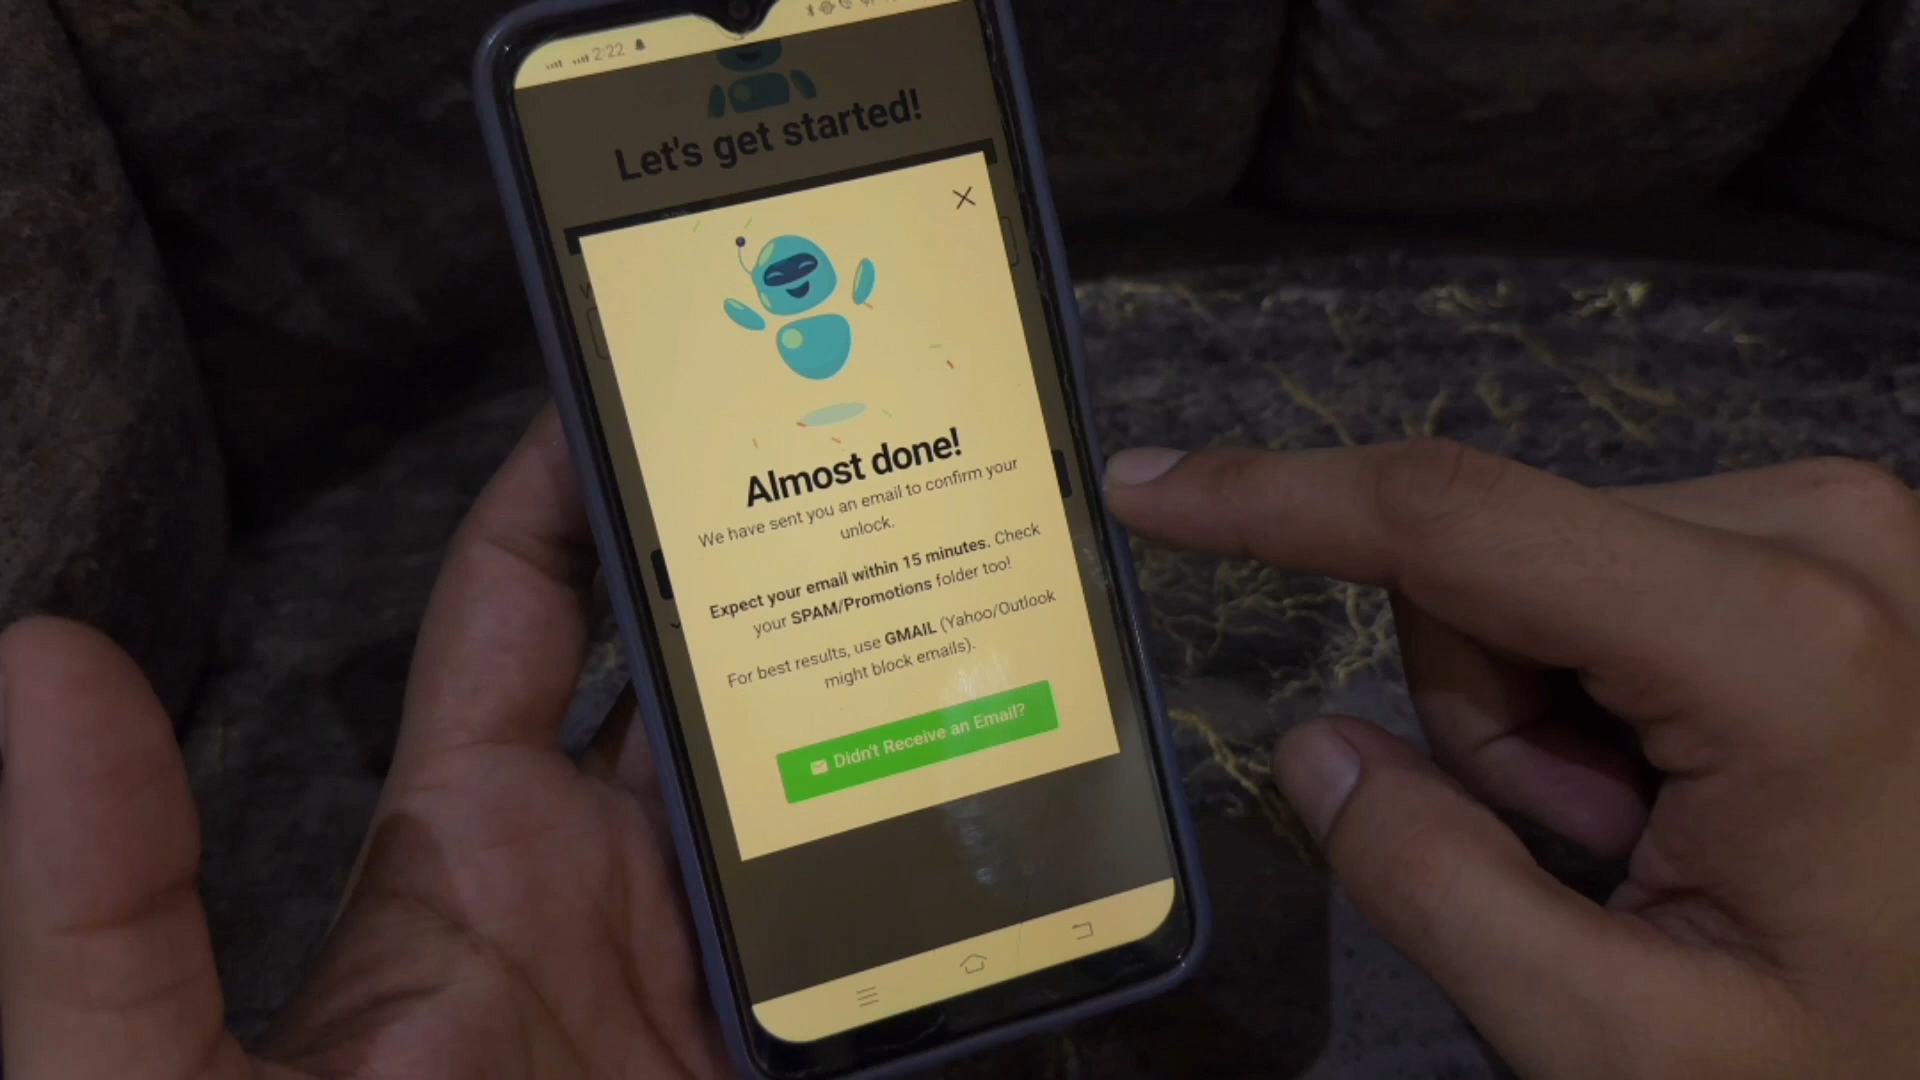 2:22
Let's get started!
Almost done!
We have sent you an email to confirm your
unlock.
Expect your email within 15 minutes. Check
your SPAM/Promotions folder too!
For best results, use GMAIL (Yahoo/Outlook
might block emails).
Didn't Receive an Email?